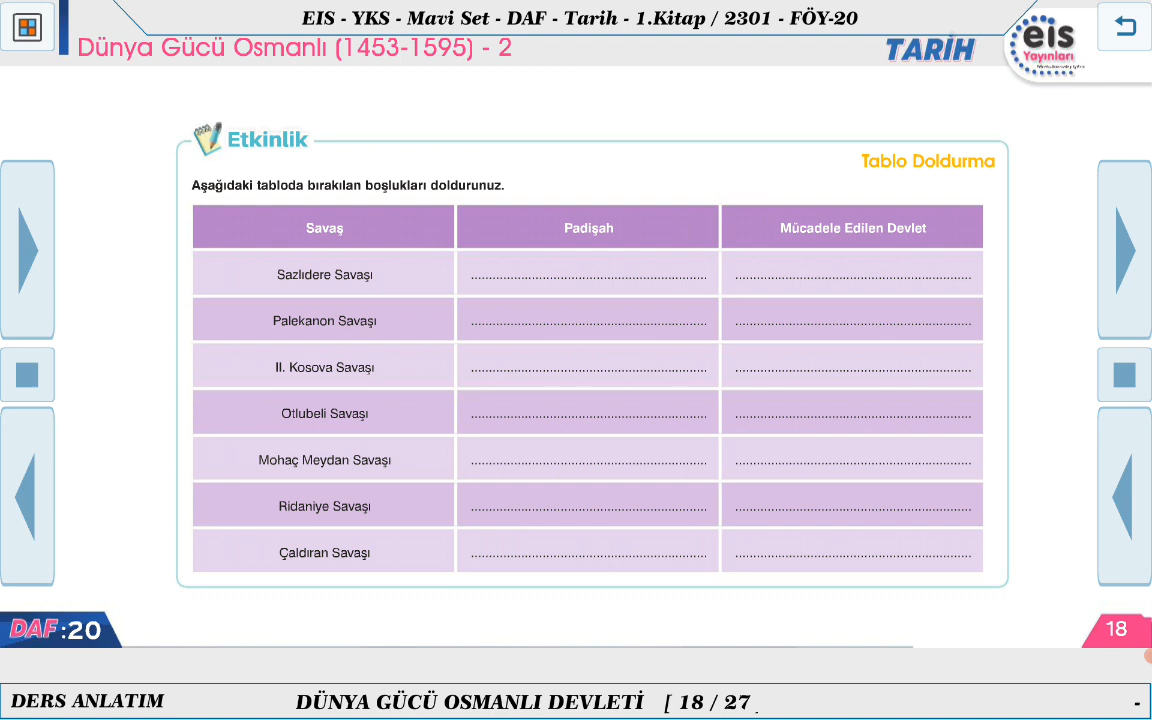 EIS - YKS - Mavi Set - DAF - Tarih - 1.Kitap / 2301 - FÖY-20
Dünya Gücü Osmanlı (1453-1595) - 2
TARİH
eis
Yayınları
Etkinlik
Tablo Doldurma
Aşağıdaki tabloda bırakılan boşlukları doldurunuz.
Savaş Padişah Mücadele Edilen Devlet
Sazlıdere Savaşı ................................................................. .................................................................
Palekanon Savaşı ................................................................. .................................................................
II. Kosova Savaşı ................................................................. .................................................................
Otlubeli Savaşı ................................................................. .................................................................
Mohaç Meydan Savaşı ................................................................. .................................................................
Ridaniye Savaşı ................................................................. .................................................................
Çaldıran Savaşı ................................................................. .................................................................
DAF :20
18
DERS ANLATIM DÜNYA GÜCÜ OSMANLI DEVLETİ [ 18 / 27 -